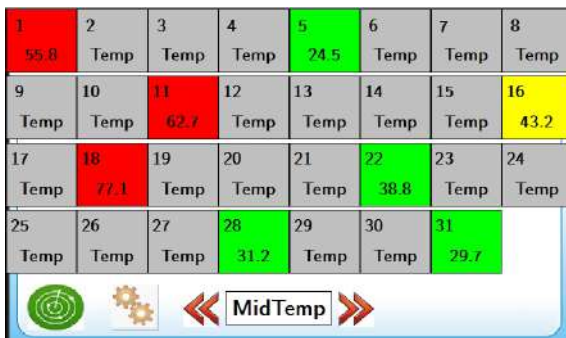 1 2 3 4 5 6 7 8
55.8 Temp Temp Temp 24.5 Temp Temp Temp
9 10 11 12 13 14 15 16
Temp Temp 62.7 Temp Temp Temp Temp 43.2
17 18 19 20 21 22 23 24
Temp 77.1 Temp Temp Temp 38.8 Temp Temp
25 26 27 28 29 30 31
Temp Temp Temp 31.2 Temp Temp 29.7
MidTemp